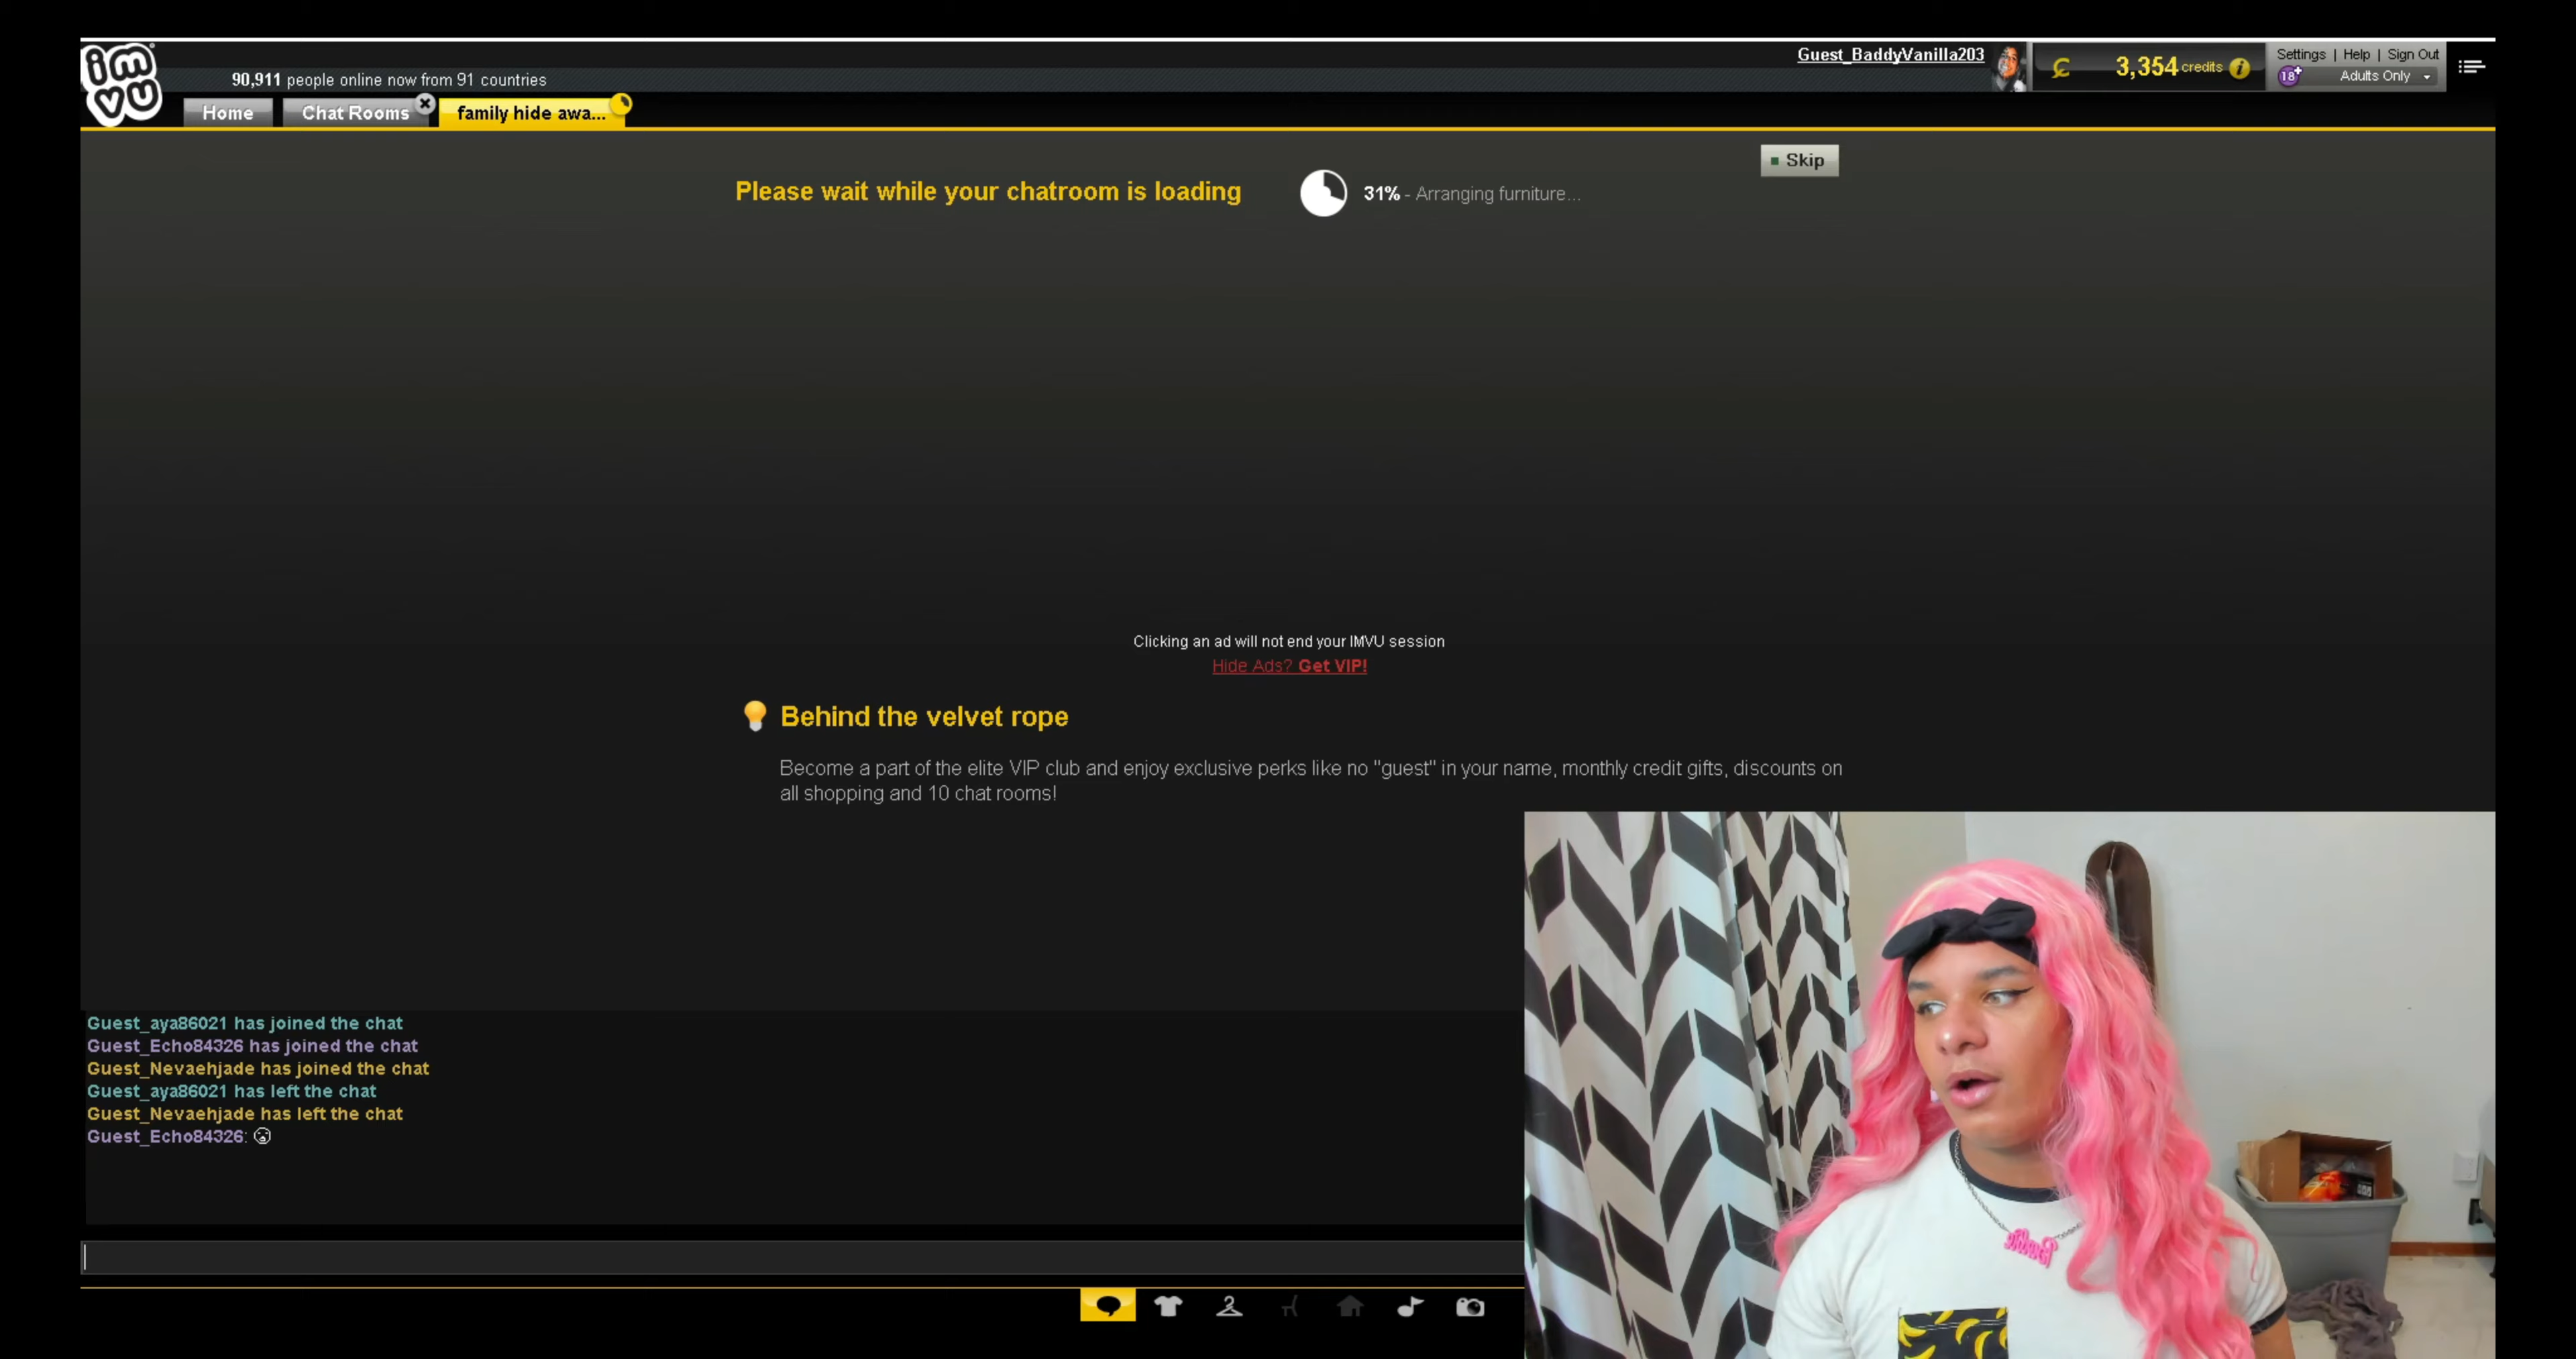 imvu
Guest_BaddyVanilla203
3,354 credits
Settings | Help | Sign Out
18+ Adults Only
90,911 people online now from 91 countries
Home
Chat Rooms
family hide awa...
Skip
Please wait while your chatroom is loading
31% - Arranging furniture...
Clicking an ad will not end your IMVU session
Hide Ads? Get VIP!
Behind the velvet rope
Become a part of the elite VIP club and enjoy exclusive perks like no "guest" in your name, monthly credit gifts, discounts on
all shopping and 10 chat rooms!
Guest_aya86021 has joined the chat
Guest_Echo84326 has joined the chat
Guest_Nevaehjade has joined the chat
Guest_aya86021 has left the chat
Guest_Nevaehjade has left the chat
Guest_Echo84326: